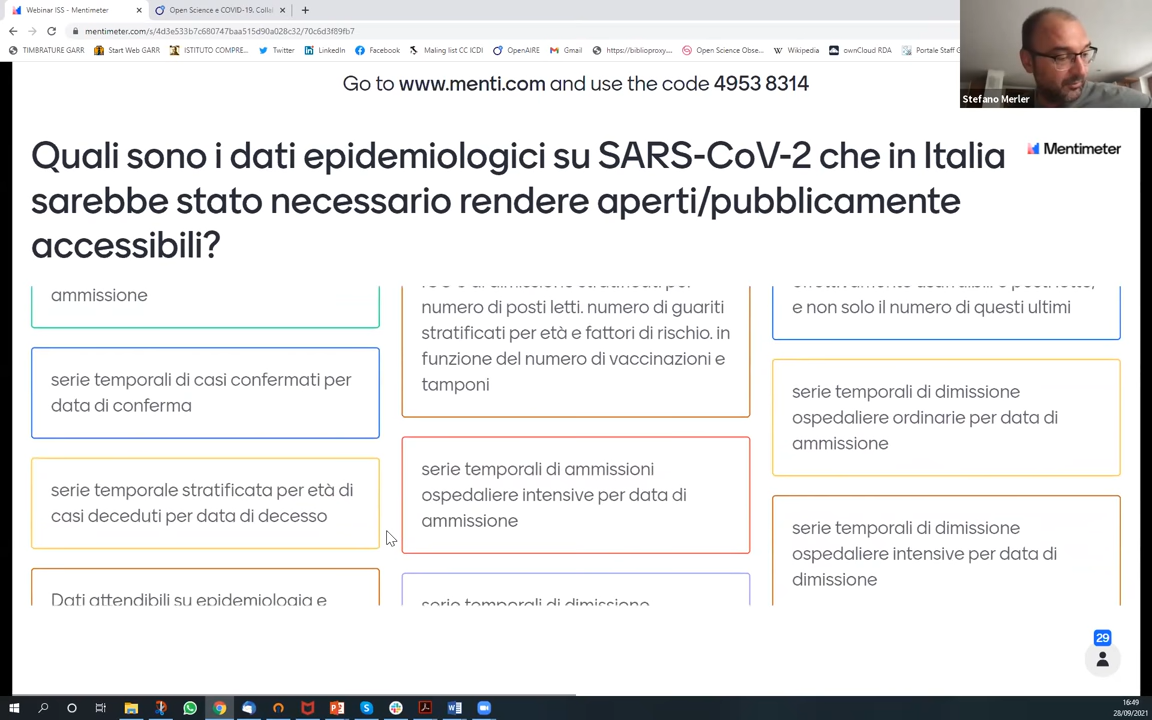 Webinar ISS - Mentimeter
Open Science e COVID-19, Collab
mentimeter.com/s/4d3e533b7c680747baa515d90a028c32/70c6d3f89fb7
TIMBRATURE GARR
Start Web GARR
ISTITUTO COMPRE...
Twitter
LinkedIn
Facebook
Maling list CC ICDI
OpenAIRE
Gmail
https://biblioproxy...
Open Science Obse...
Wikipedia
ownCloud RDA
Portale Staff G
Stefano Merler
Go to www.menti.com and use the code 4953 8314
Mentimeter
Quali sono i dati epidemiologici su SARS-CoV-2 che in Italia
sarebbe stato necessario rendere aperti/pubblicamente
accessibili?
ammissione
serie temporali di casi confermati per
data di conferma
serie temporale stratificata per età di
casi deceduti per data di decesso
Dati attendibili su epidemiologia e
numero di posti letti. numero di guariti
stratificati per età e fattori di rischio. in
funzione del numero di vaccinazioni e
tamponi
serie temporali di ammissioni
ospedaliere intensive per data di
ammissione
serie temporali di dimissione
e non solo il numero di questi ultimi
serie temporali di dimissione
ospedaliere ordinarie per data di
ammissione
serie temporali di dimissione
ospedaliere intensive per data di
dimissione
29
16:49
28/09/2021